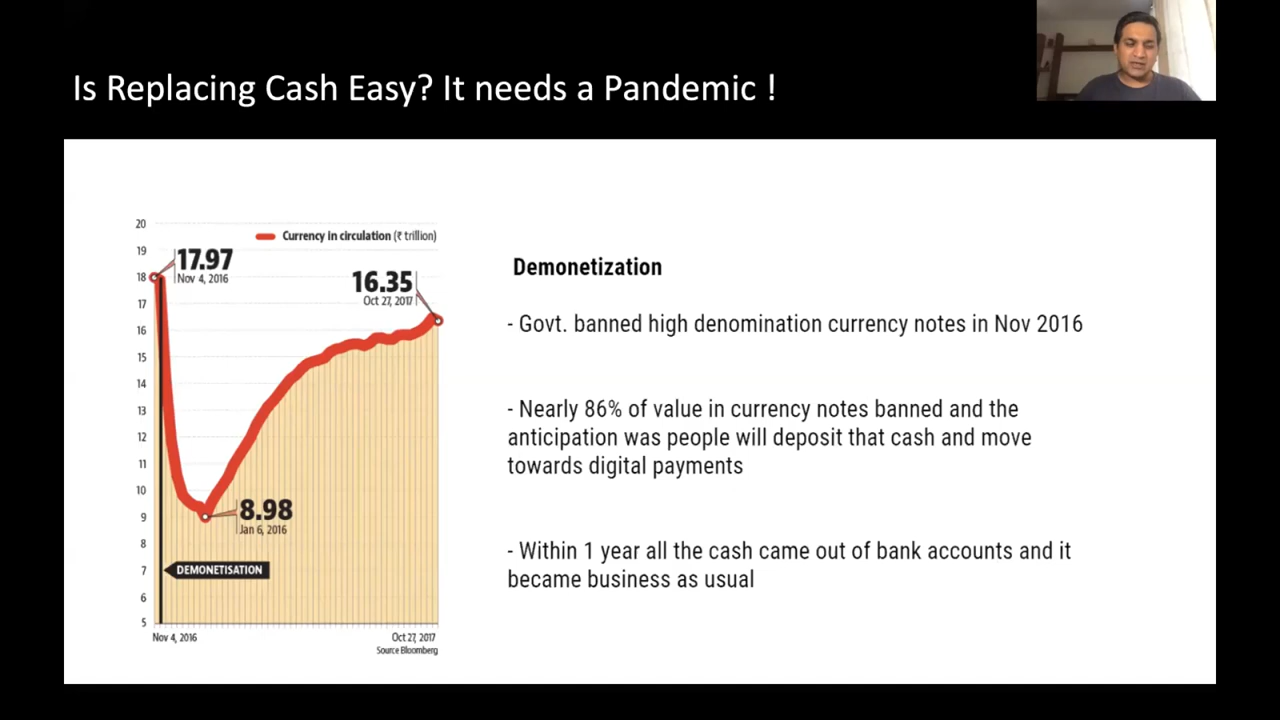 Is Replacing Cash Easy? It needs a Pandemic !
20
Currency in circulation (₹ trillion)
19
17.97
Nov 4, 2016
18
16.35
Oct 27, 2017
17
16
15
14
13
12
11
10
8.98
Jan 6, 2016
9
8
7
DEMONETISATION
6
5
Nov 4, 2016
Oct 27, 2017
Source Bloomberg
Demonetization
- Govt. banned high denomination currency notes in Nov 2016
- Nearly 86% of value in currency notes banned and the
anticipation was people will deposit that cash and move
towards digital payments
- Within 1 year all the cash came out of bank accounts and it
became business as usual